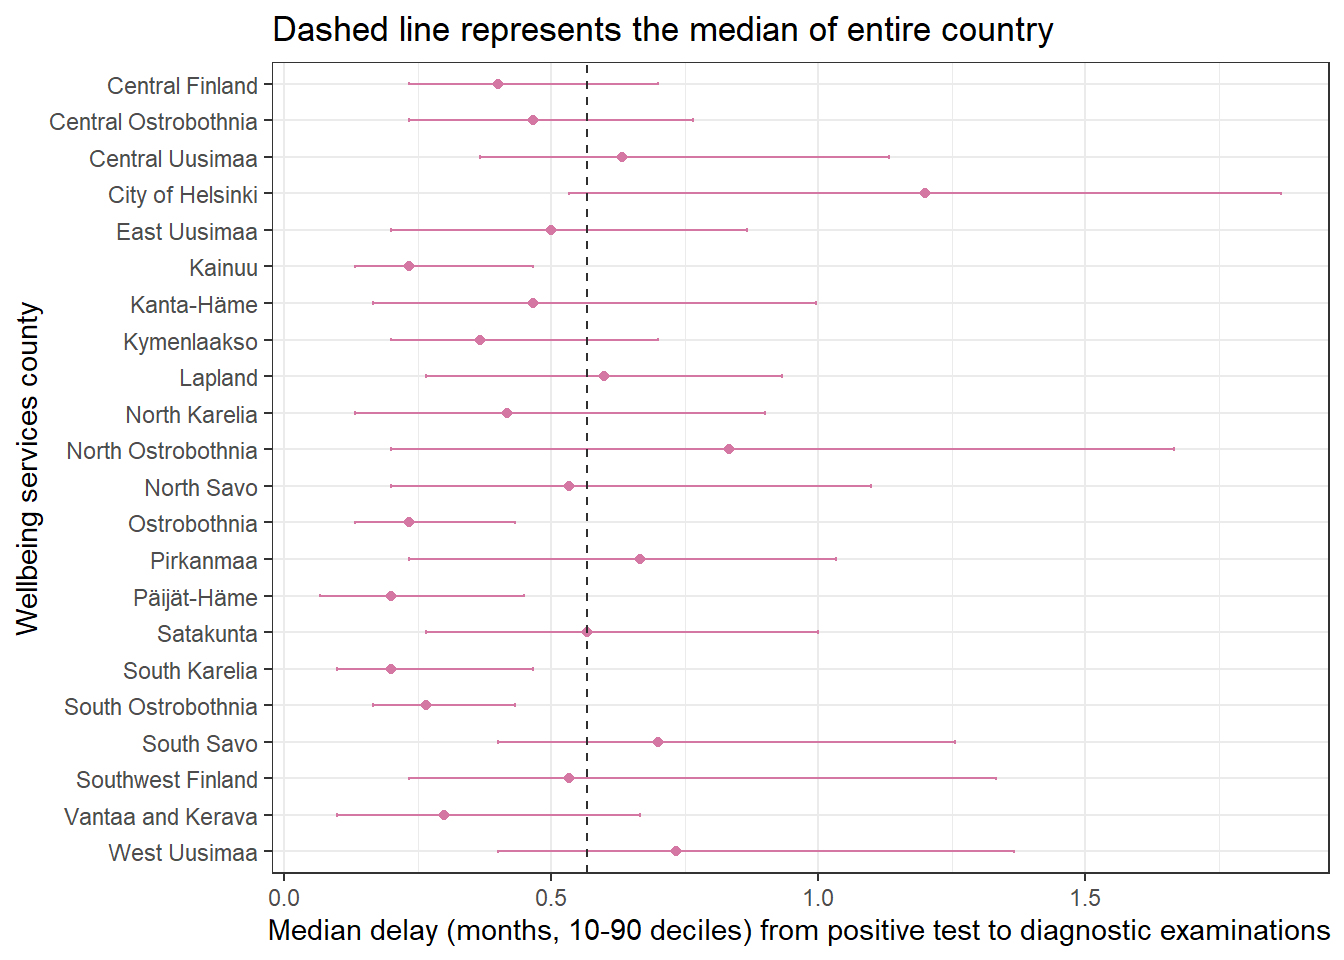 Dashed line represents the median of entire country
Wellbeing services county
Central Finland
Central Ostrobothnia
Central Uusimaa
City of Helsinki
East Uusimaa
Kainuu
Kanta-Häme
Kymenlaakso
Lapland
North Karelia
North Ostrobothnia
North Savo
Ostrobothnia
Pirkanmaa
Päijät-Häme
Satakunta
South Karelia
South Ostrobothnia
South Savo
Southwest Finland
Vantaa and Kerava
West Uusimaa
0.0 0.5 1.0 1.5
Median delay (months, 10-90 deciles) from positive test to diagnostic examinations